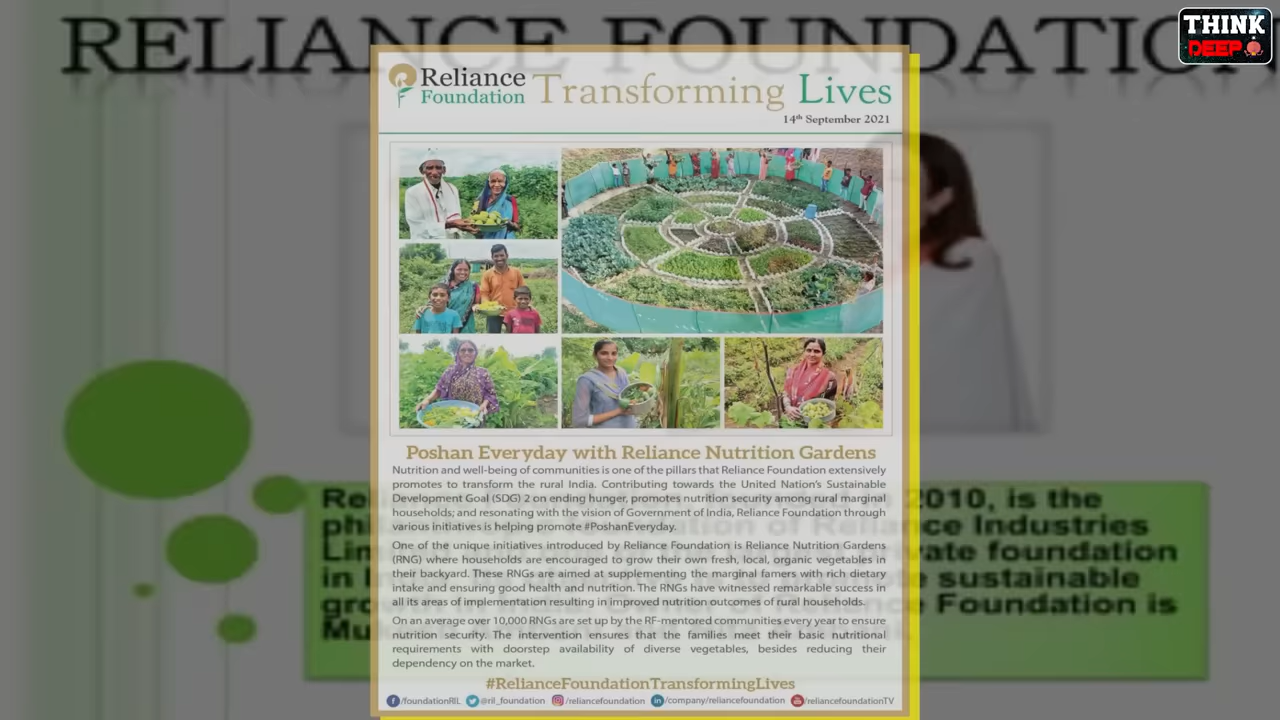 RELIANCE FOUNDATION
THINK
DEEP
Reliance
Foundation
Transforming Lives
14th September 2021
Poshan Everyday with Reliance Nutrition Gardens
Nutrition and well-being of communities is one of the pillars that Reliance Foundation extensively
promotes to transform the rural India. Contributing towards the United Nation's Sustainable
Development Goal (SDG) 2 on ending hunger, promotes nutrition security among rural marginal
households; and resonating with the vision of Government of India, Reliance Foundation through
various initiatives is helping promote #PoshanEveryday.
One of the unique initiatives introduced by Reliance Foundation is Reliance Nutrition Gardens
(RNG) where households are encouraged to grow their own fresh, local, organic vegetables in
their backyard. These RNGs are aimed at supplementing the marginal famers with rich dietary
intake and ensuring good health and nutrition. The RNGs have witnessed remarkable success in
all its areas of implementation resulting in improved nutrition outcomes of rural households.
On an average over 10,000 RNGs are set up by the RF-mentored communities every year to ensure
nutrition security. The intervention ensures that the families meet their basic nutritional
requirements with doorstep availability of diverse vegetables, besides reducing their
dependency on the market.
#RelianceFoundationTransformingLives
/foundationRIL @ril_foundation /reliancefoundation /company/reliancefoundation /reliancefoundationTV
2010, is the
Reliance Industries
foundation
in sustainable
Foundation is